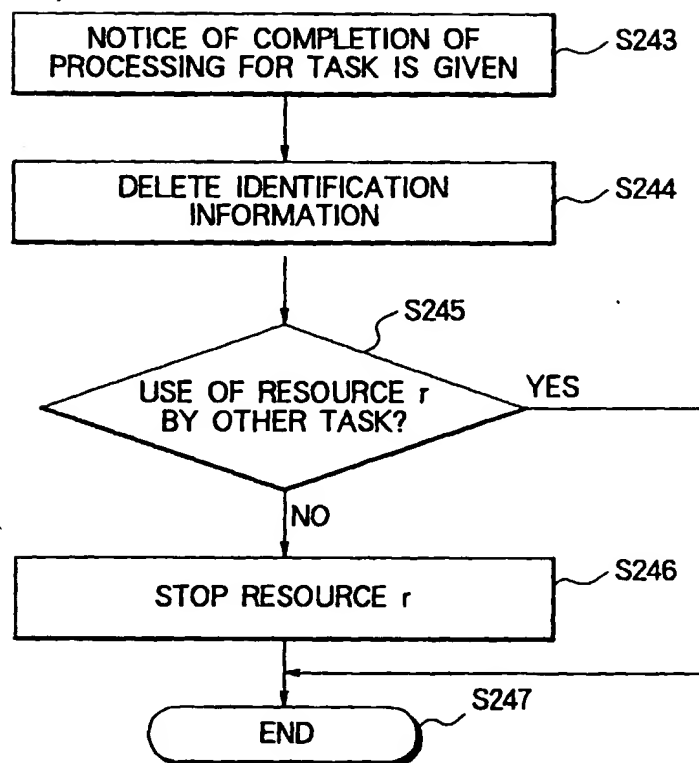 NOTICE OF COMPLETION OF
PROCESSING FOR TASK IS GIVEN
S243
DELETE IDENTIFICATION
INFORMATION
S244
S245
USE OF RESOURCE r
BY OTHER TASK?
YES
NO
STOP RESOURCE r
S246
END
S247